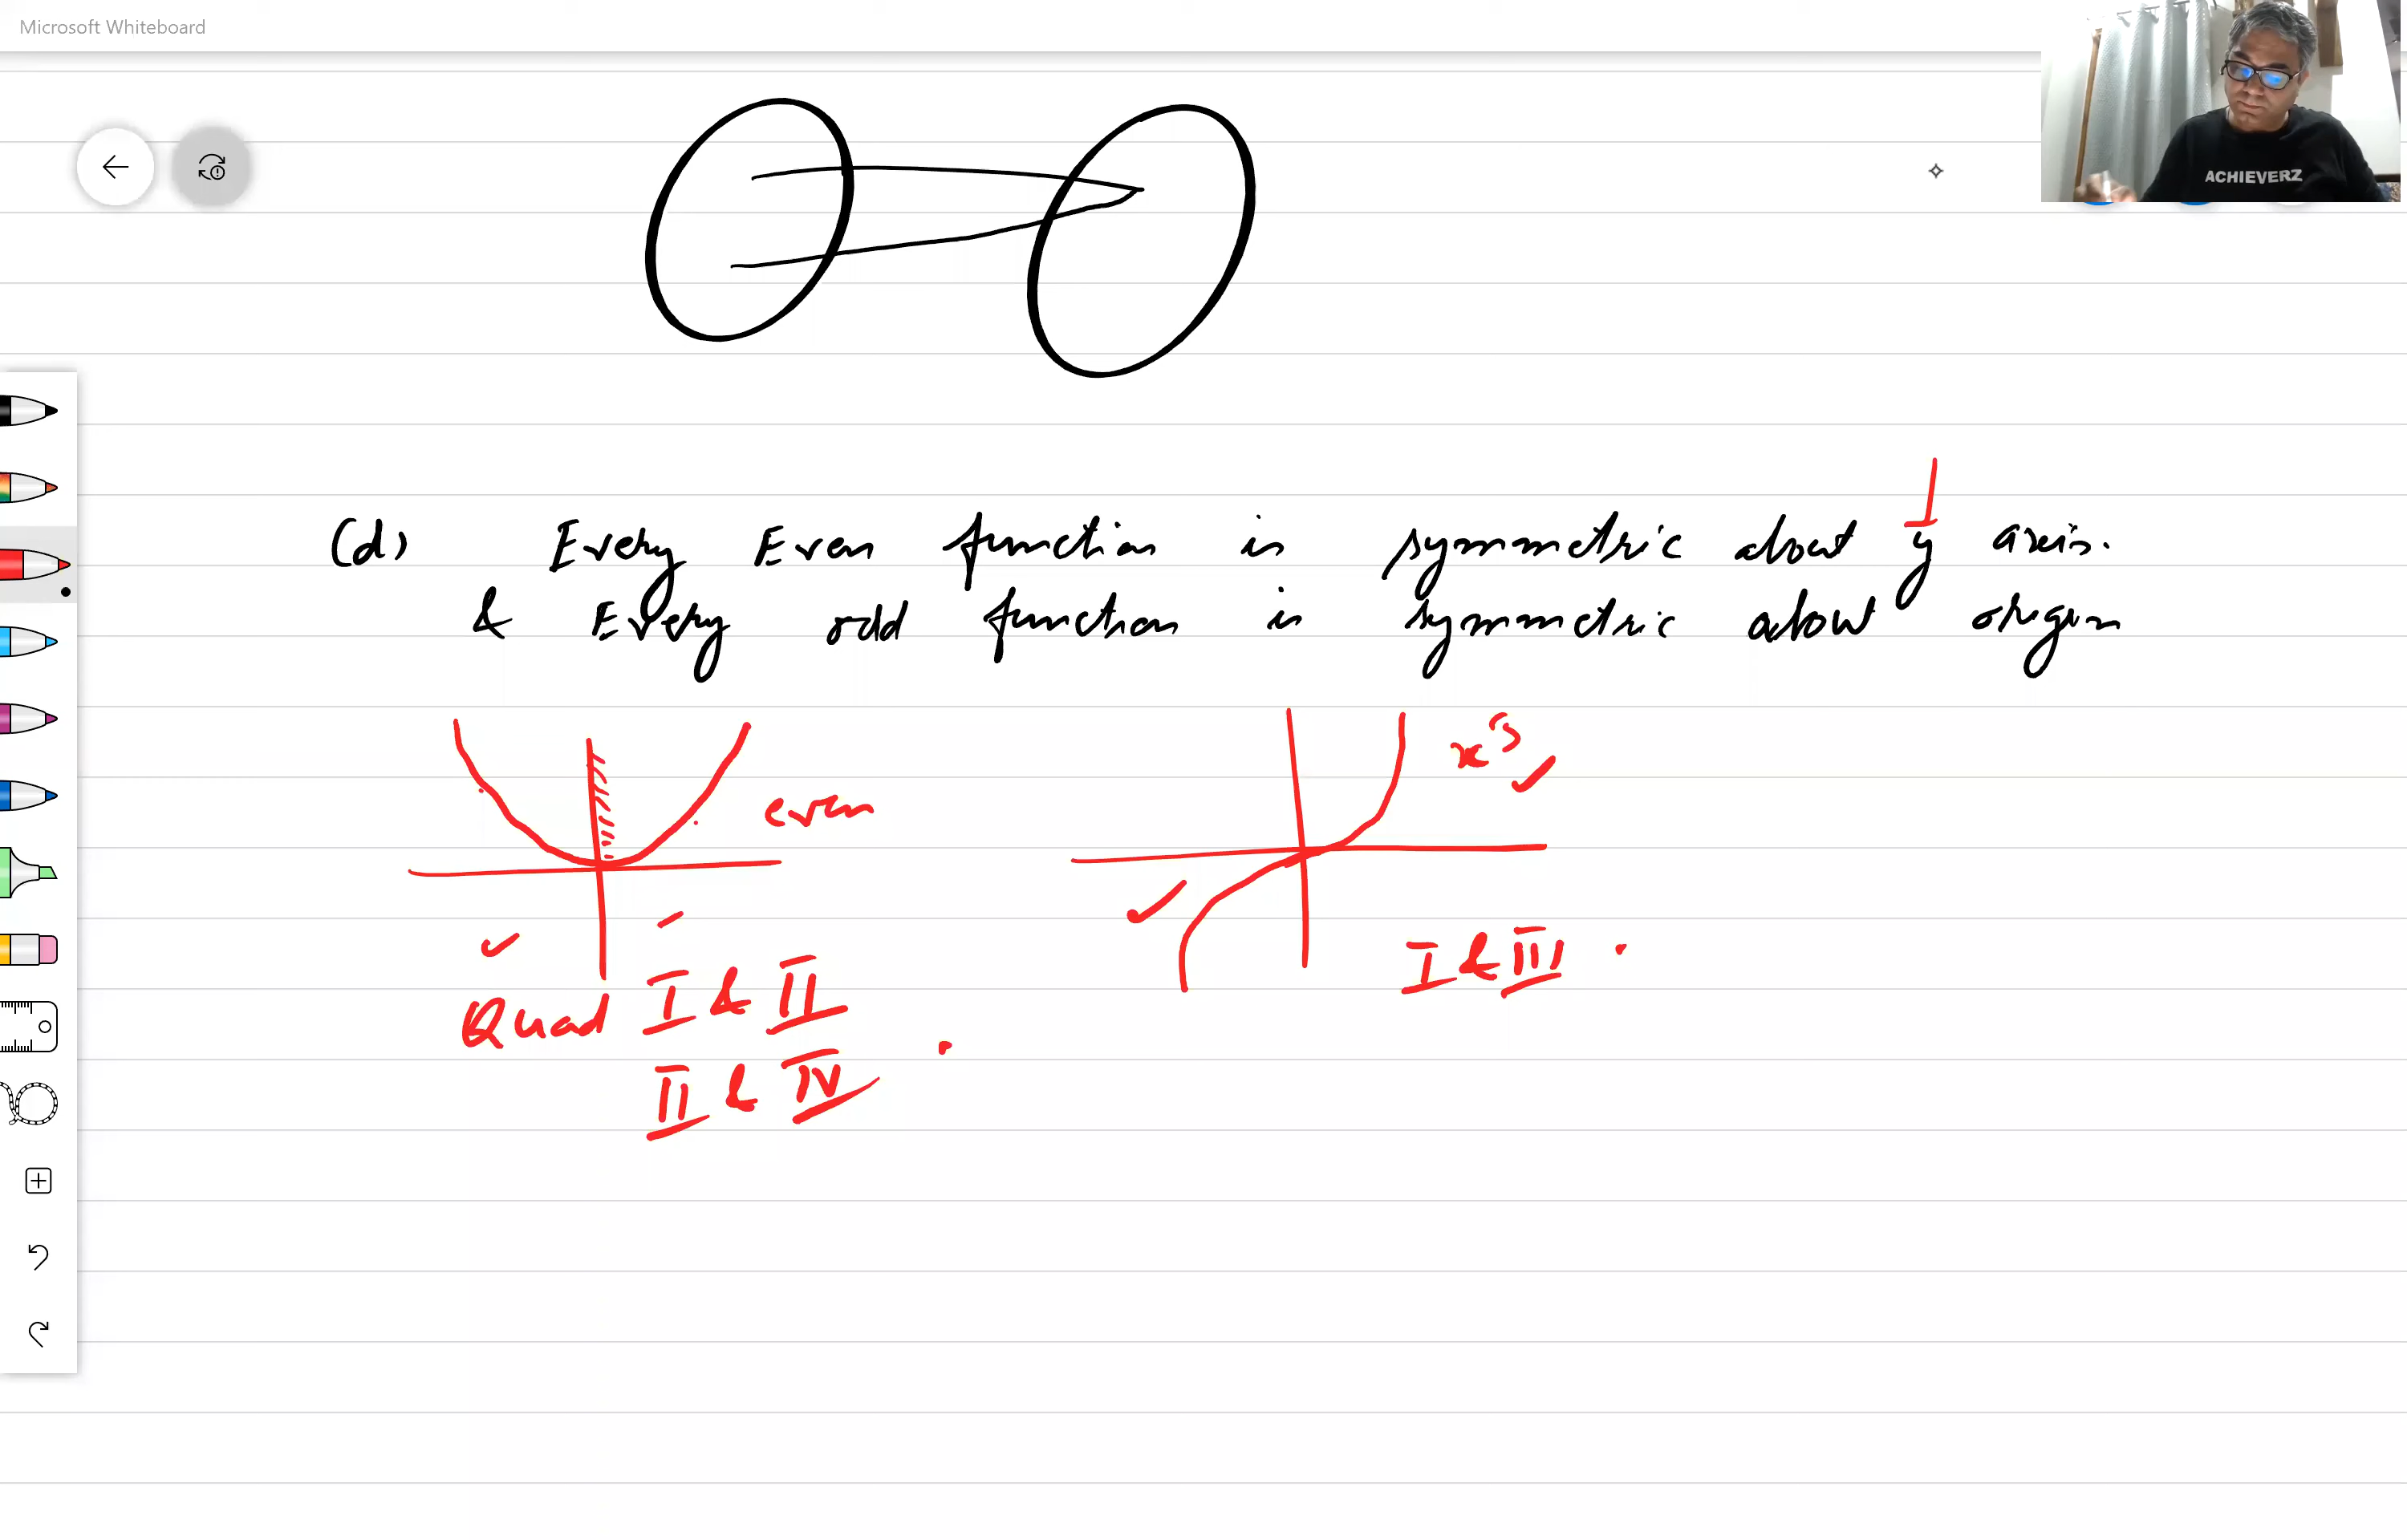 Microsoft Whiteboard
ACHIEVERZ
(d) Every Even function is symmetric about y axis.
& Every odd function is symmetric about origin
even
x³
Quad I & II
II & IV
I & III